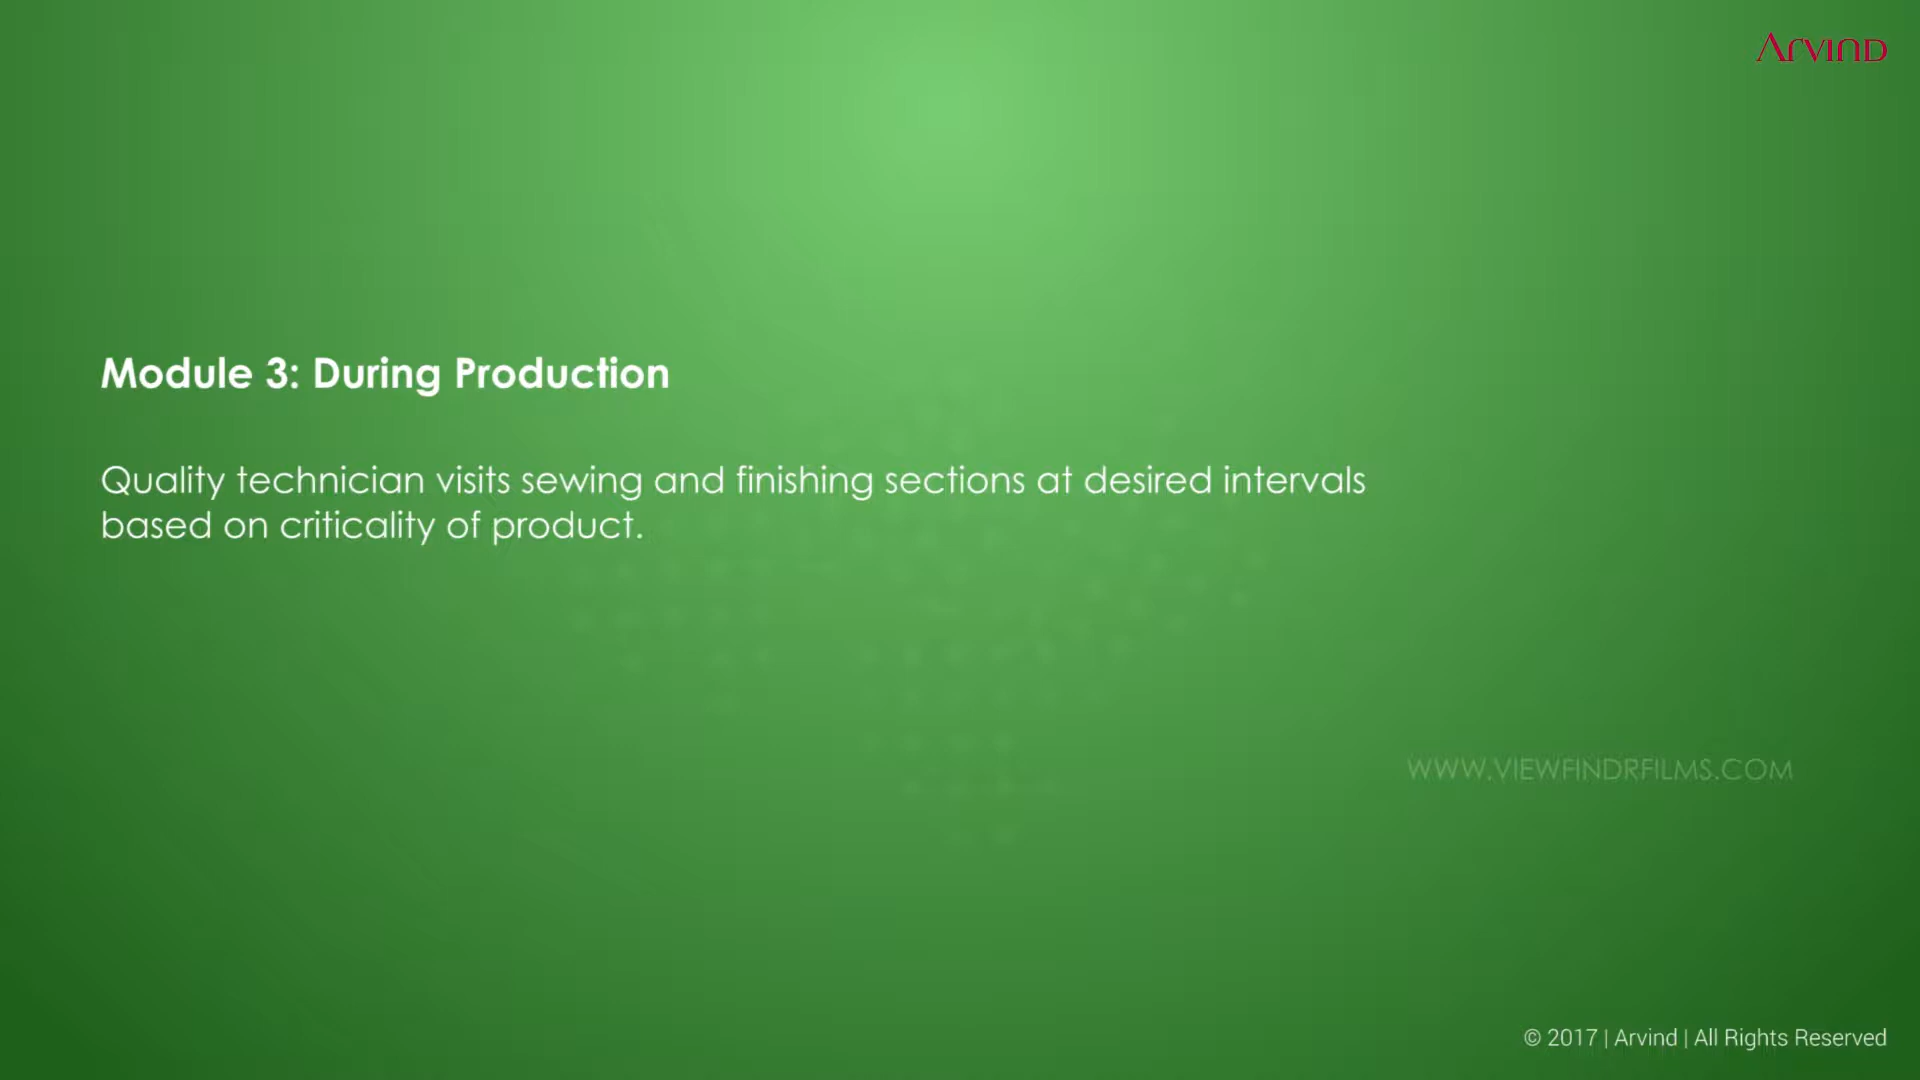 Arvind
Module 3: During Production
Quality technician visits sewing and finishing sections at desired intervals
based on criticality of product.
WWW.VIEWFINDRFILMS.COM
© 2017 | Arvind | All Rights Reserved